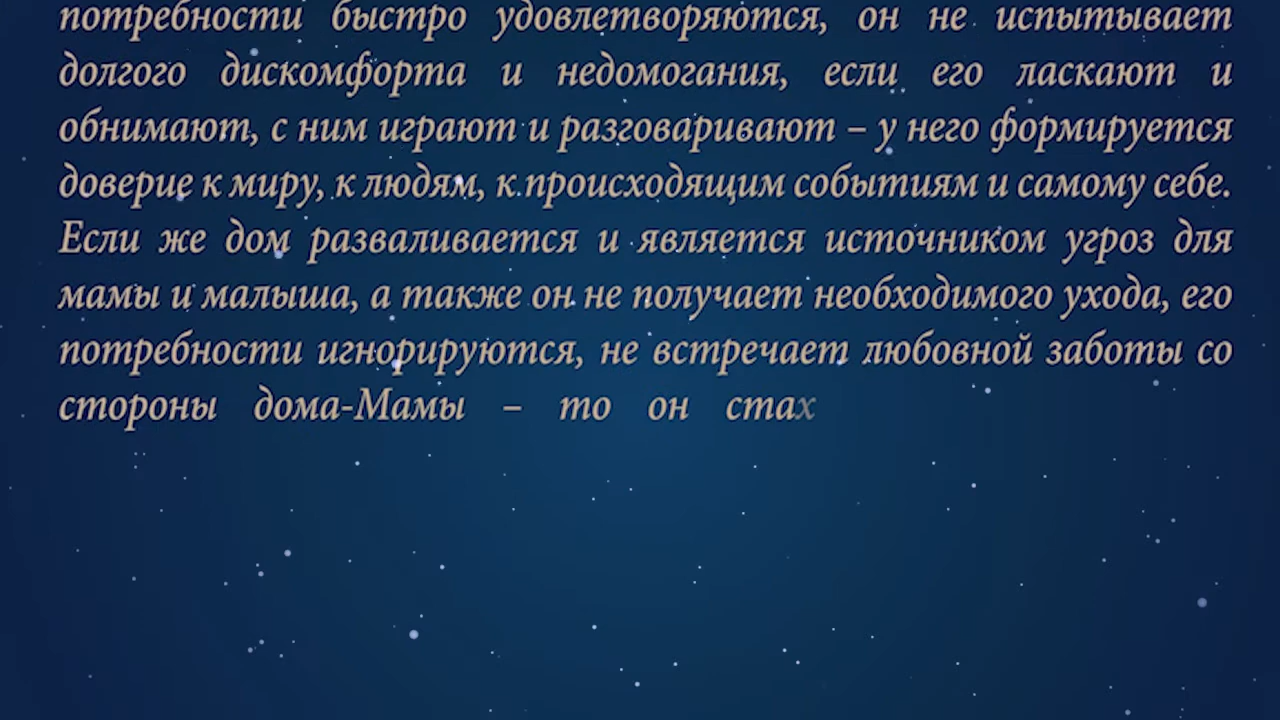 потребности быстро удовлетворяются, он не испытывает
долгого дискомфорта и недомогания, если его ласкают и
обнимают, с ним играют и разговаривают – у него формируется
доверие к миру, к людям, к происходящим событиям и самому себе.
Если же дом разваливается и является источником угроз для
мамы и малыша, а также он не получает необходимого ухода, его
потребности игнорируются, не встречает любовной заботы со
стороны дома-Мамы – то он стах